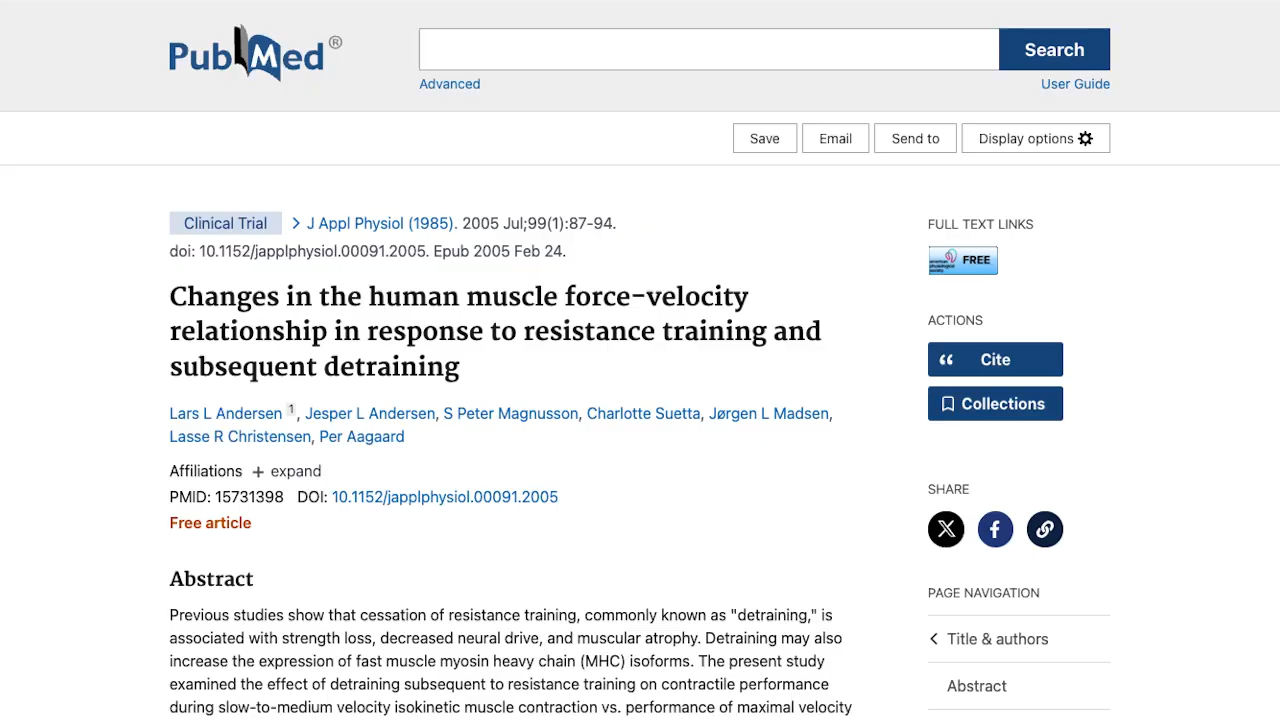 PubMed®
Search
Advanced
User Guide
Save
Email
Send to
Display options
Clinical Trial
J Appl Physiol (1985). 2005 Jul;99(1):87-94.
doi: 10.1152/japplphysiol.00091.2005. Epub 2005 Feb 24.
Changes in the human muscle force-velocity
relationship in response to resistance training and
subsequent detraining
Lars L Andersen 1, Jesper L Andersen, S Peter Magnusson, Charlotte Suetta, Jørgen L Madsen,
Lasse R Christensen, Per Aagaard
Affiliations + expand
PMID: 15731398 DOI: 10.1152/japplphysiol.00091.2005
Free article
Abstract
Previous studies show that cessation of resistance training, commonly known as "detraining," is
associated with strength loss, decreased neural drive, and muscular atrophy. Detraining may also
increase the expression of fast muscle myosin heavy chain (MHC) isoforms. The present study
examined the effect of detraining subsequent to resistance training on contractile performance
during slow-to-medium velocity isokinetic muscle contraction vs. performance of maximal velocity
FULL TEXT LINKS
american
physiological
society
FREE
ACTIONS
Cite
Collections
SHARE
PAGE NAVIGATION
Title & authors
Abstract